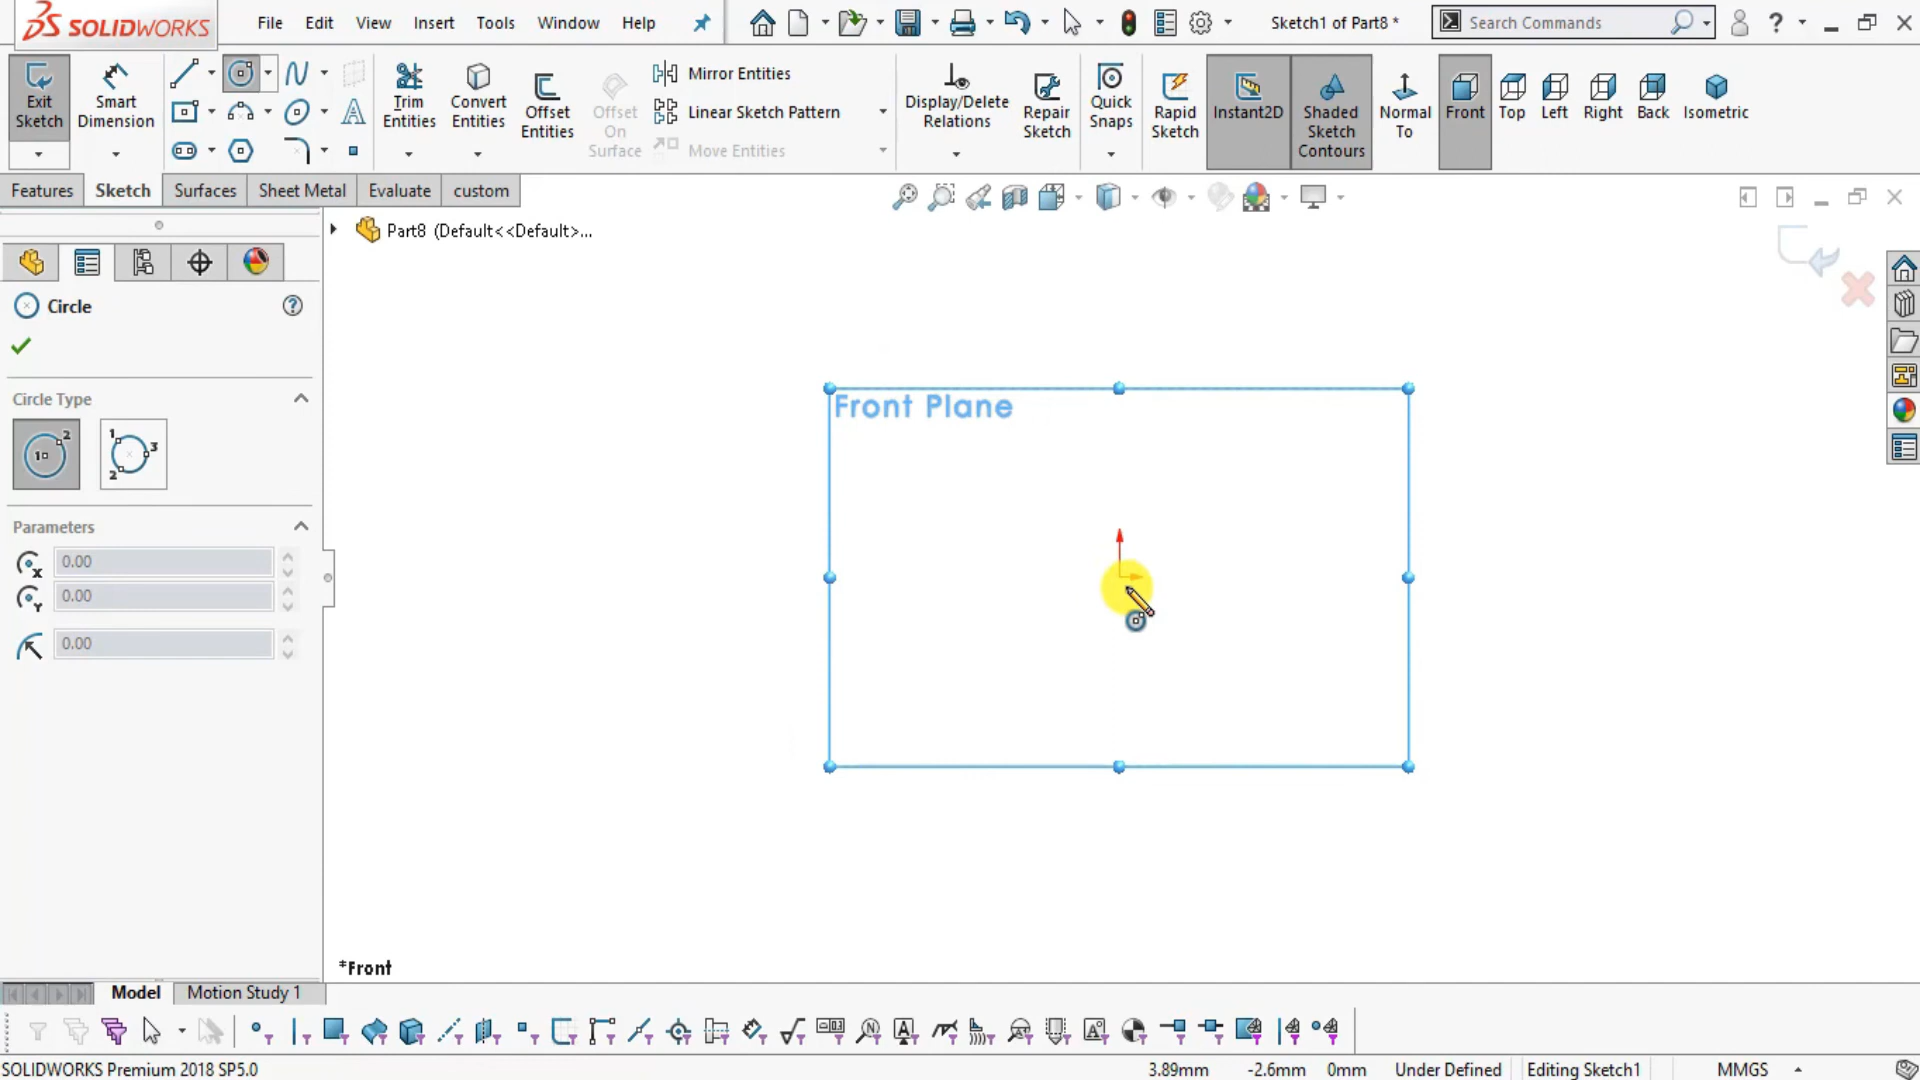 SOLIDWORKS
File Edit View Insert Tools Window Help
Sketch1 of Part8 *
Search Commands
Exit Sketch
Smart Dimension
Trim Entities
Convert Entities
Offset Entities
Offset On Surface
Mirror Entities
Linear Sketch Pattern
Move Entities
Display/Delete Relations
Repair Sketch
Quick Snaps
Rapid Sketch
Instant2D
Shaded Sketch Contours
Normal To
Front
Top
Left
Right
Back
Isometric
Features Sketch Surfaces Sheet Metal Evaluate custom
Part8 (Default<<Default>...
Circle
Circle Type
Parameters
0.00
0.00
0.00
Front Plane
*Front
Model Motion Study 1
SOLIDWORKS Premium 2018 SP5.0
3.89mm -2.6mm 0mm Under Defined Editing Sketch1 MMGS